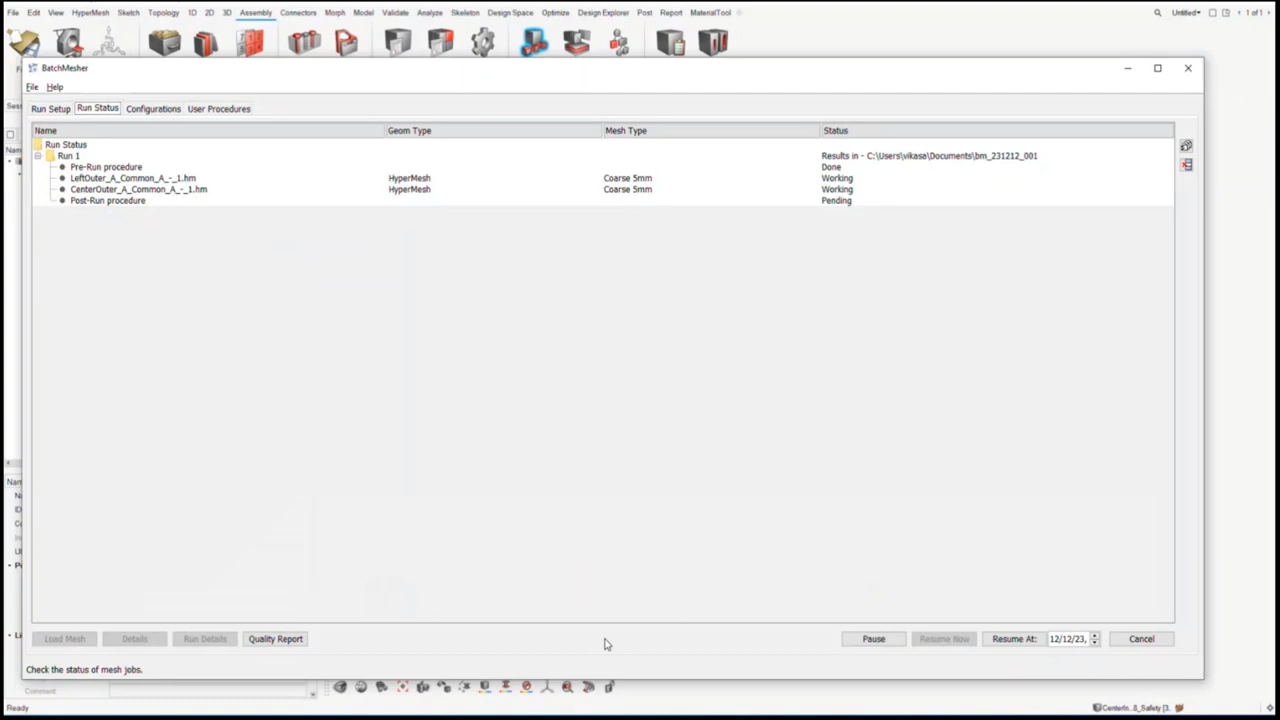 File Edit View HyperMesh Sketch Topology 1D 2D 3D Assembly Connectors Morph Model Validate Analyze Skeleton Design Space Optimize Design Explorer Post Report MaterialTool Untitled 1 of 1
BatchMesher
File Help
Run Setup Run Status Configurations User Procedures
Name Geom Type Mesh Type Status
Run Status
Run 1 Results in - C:\Users\vikasa\Documents\bm_231212_001
Pre-Run procedure Done
LeftOuter_A_Common_A_-_1.hm HyperMesh Coarse 5mm Working
CenterOuter_A_Common_A_-_1.hm HyperMesh Coarse 5mm Working
Post-Run procedure Pending
Load Mesh Details Run Details Quality Report Pause Resume Now Resume At: 12/12/23, Cancel
Check the status of mesh jobs.
Comment
Ready